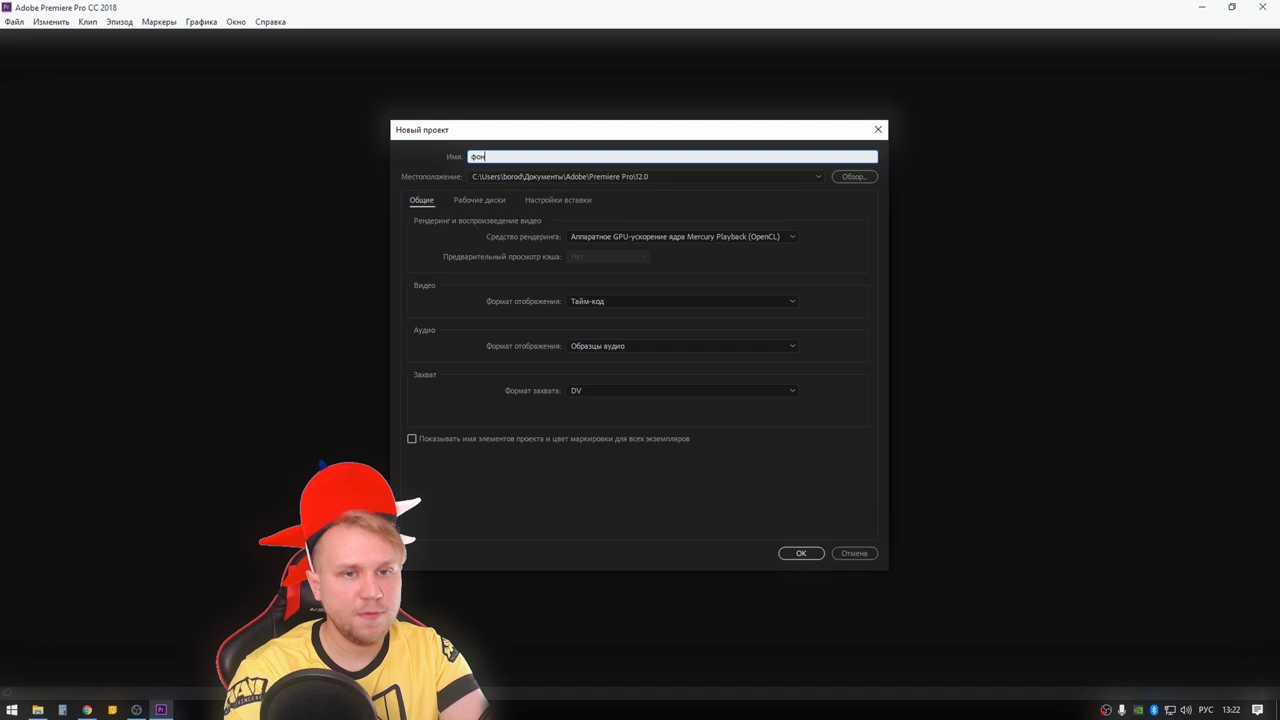 Adobe Premiere Pro CC 2018
Файл Изменить Клип Эпизод Маркеры Графика Окно Справка
Новый проект
Имя: фон
Местоположение: C:\Users\borod\Документы\Adobe\Premiere Pro\12.0 Обзор...
Общие Рабочие диски Настройки вставки
Рендеринг и воспроизведение видео
Средство рендеринга: Аппаратное GPU-ускорение ядра Mercury Playback (OpenCL)
Предварительный просмотр кэша: Нет
Видео
Формат отображения: Тайм-код
Аудио
Формат отображения: Образцы аудио
Захват
Формат захвата: DV
Показывать имя элементов проекта и цвет маркировки для всех экземпляров
OK Отмена
РУС 13:22